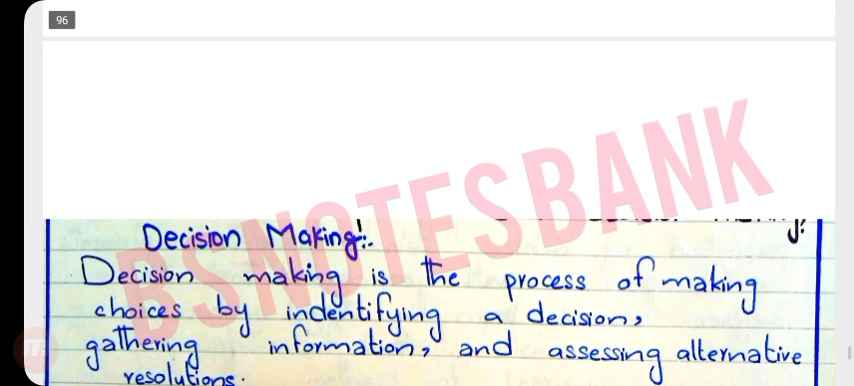 96
BSNOTESBANK
Decision Making:.
Decision making is the process of making
choices by indentifying a decision,
gathering information, and assessing alternative
resolutions.